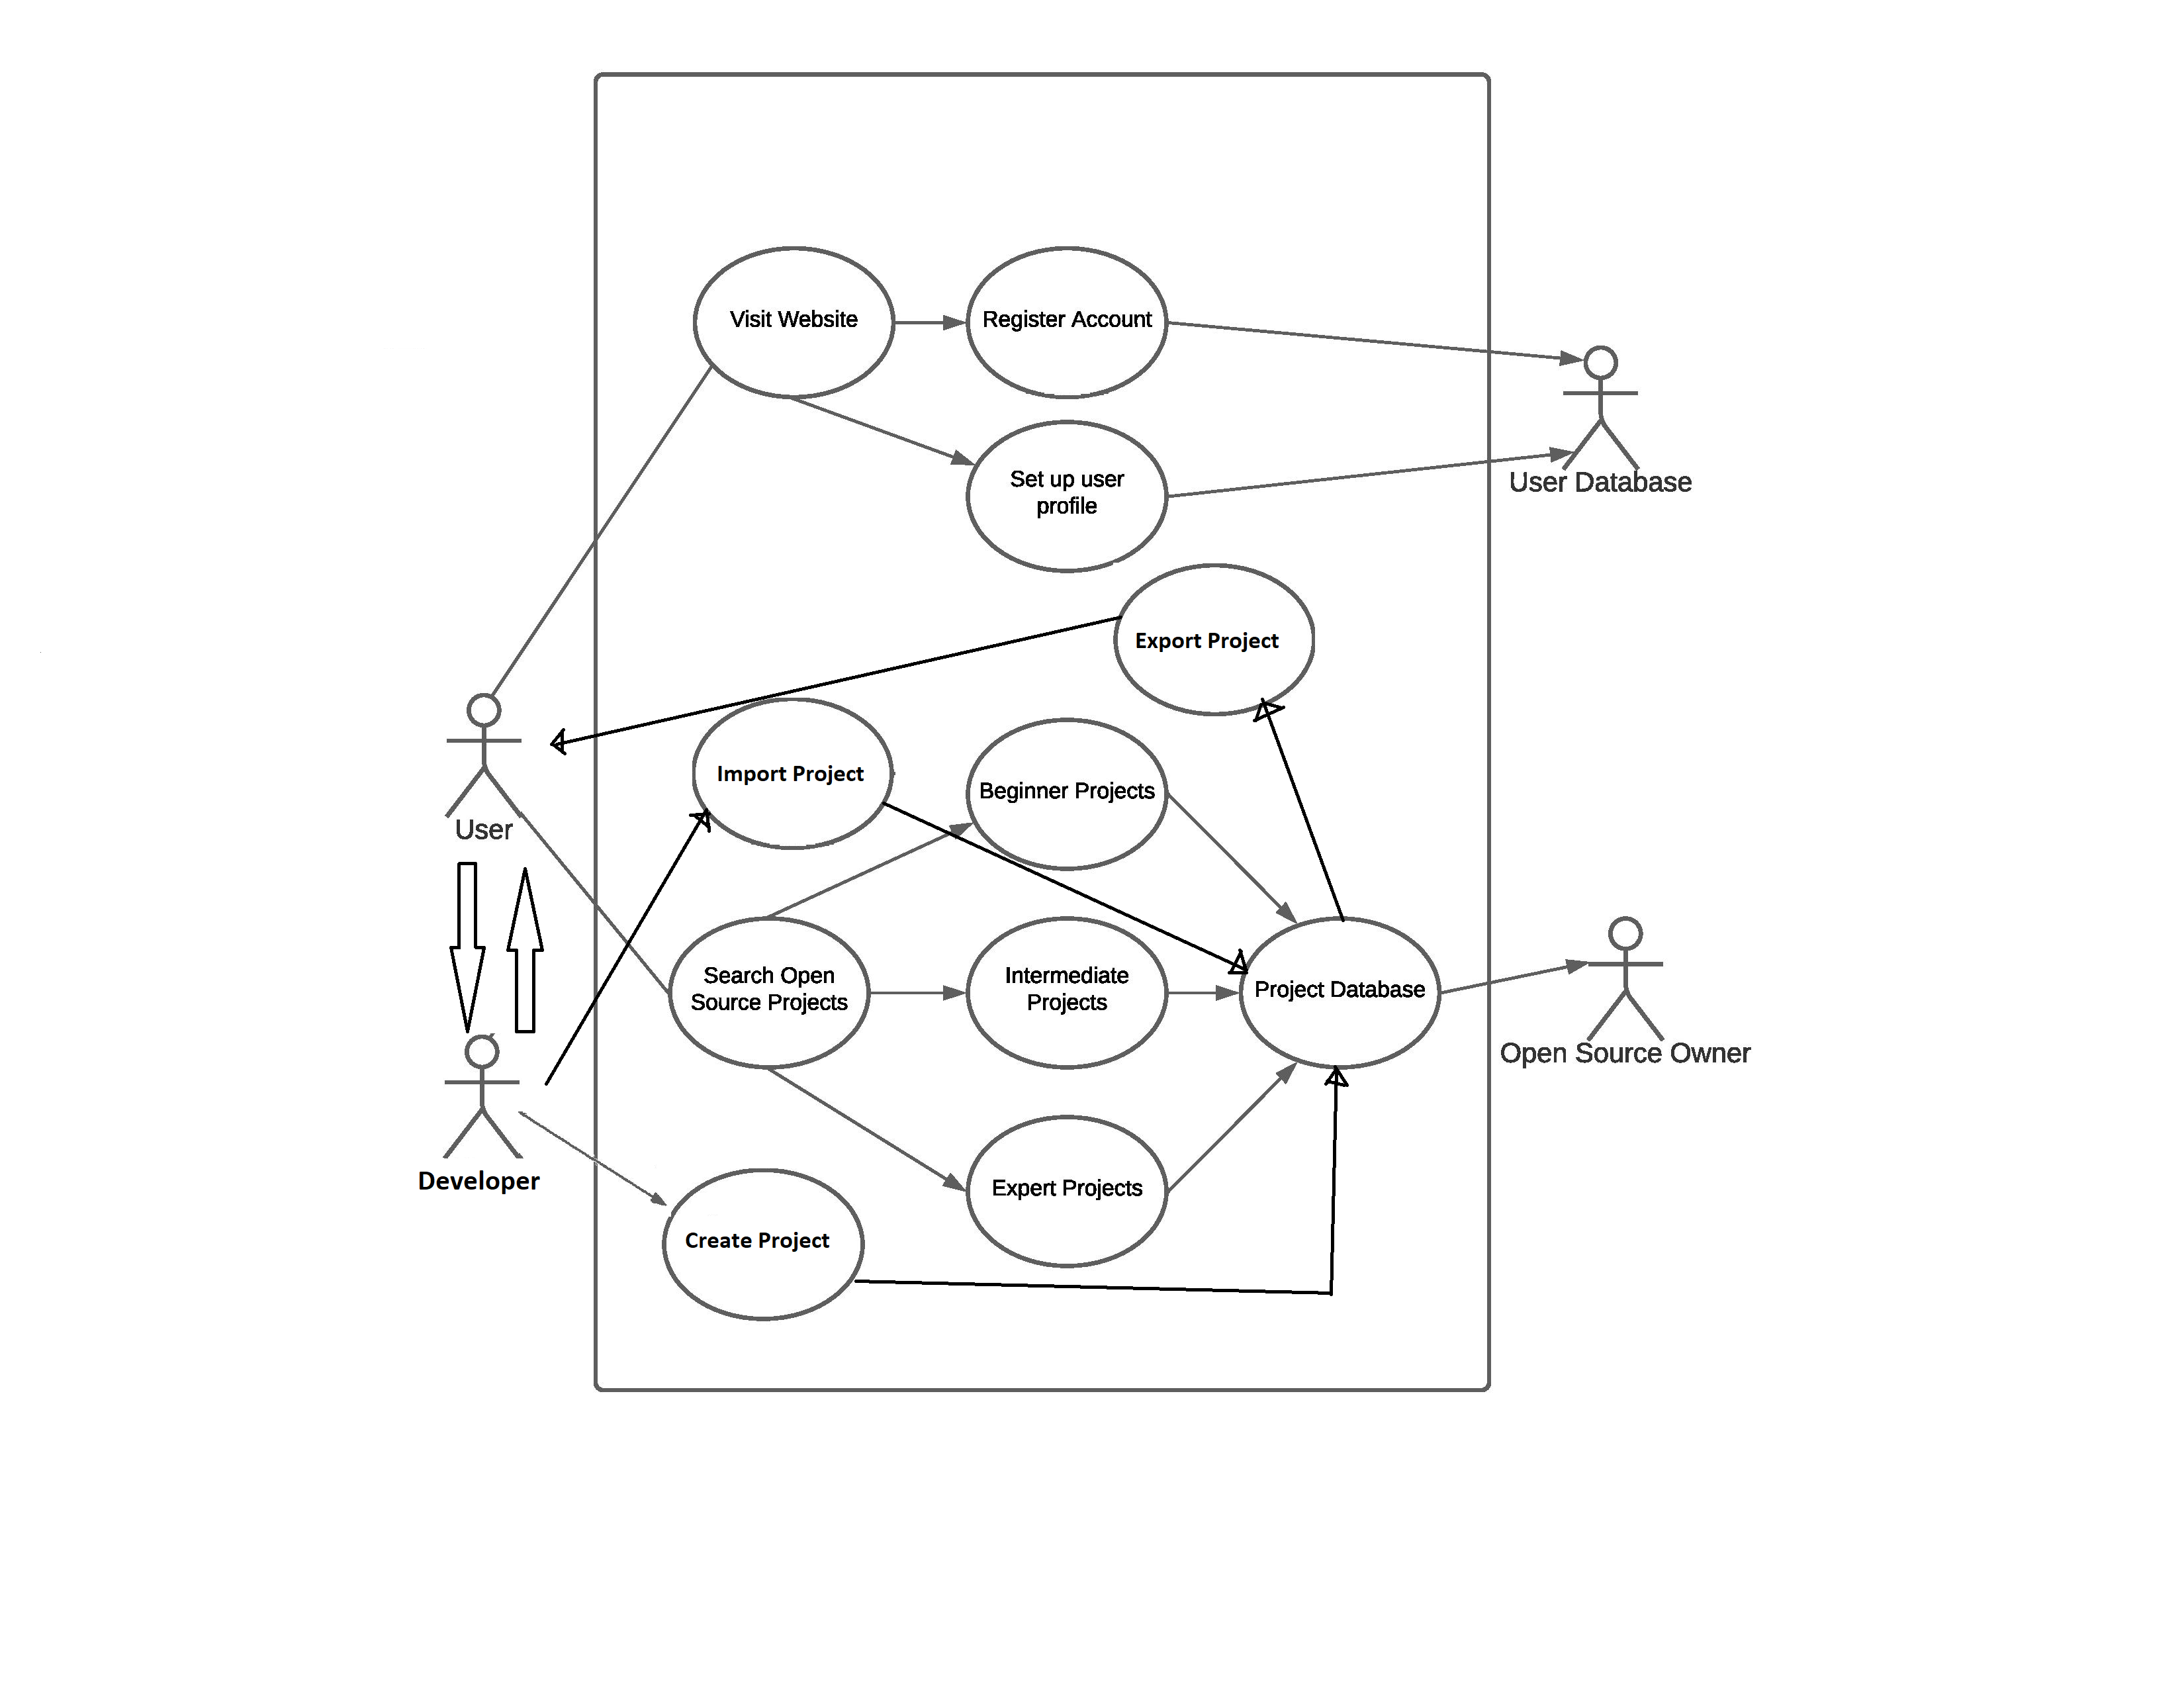 Visit Website
Register Account
Set up user
profile
User Database
Export Project
Import Project
Beginner Projects
User
Search Open
Source Projects
Intermediate
Projects
Project Database
Open Source Owner
Developer
Expert Projects
Create Project